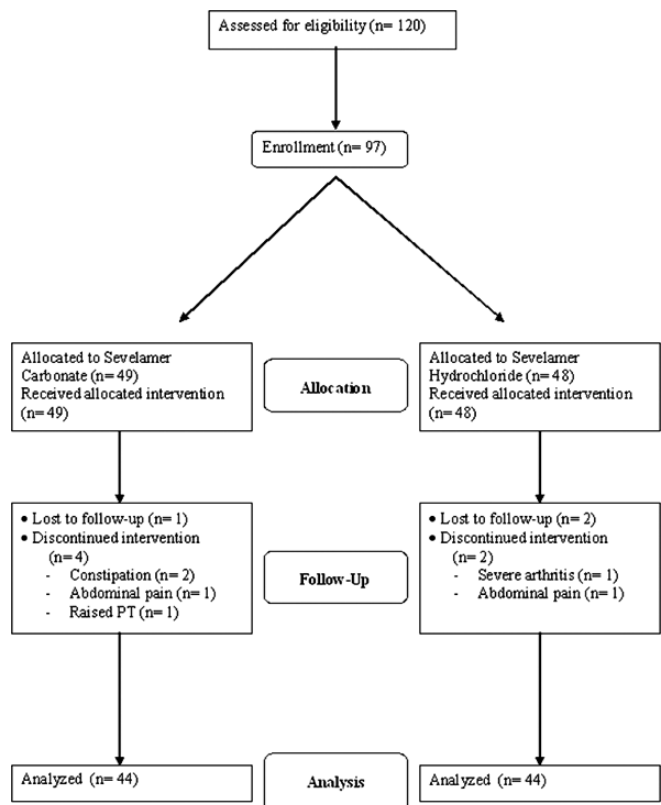 Assessed for eligibility (n= 120)
Enrollment (n= 97)
Allocated to Sevelamer
Carbonate (n= 49)
Received allocated intervention
(n= 49)
Allocation
Allocated to Sevelamer
Hydrochloride (n= 48)
Received allocated intervention
(n= 48)
• Lost to follow-up (n= 1)
• Discontinued intervention
(n= 4)
- Constipation (n= 2)
- Abdominal pain (n= 1)
- Raised PT (n= 1)
Follow-Up
• Lost to follow-up (n= 2)
• Discontinued intervention
(n= 2)
- Severe arthritis (n= 1)
- Abdominal pain (n= 1)
Analyzed (n= 44)
Analysis
Analyzed (n= 44)